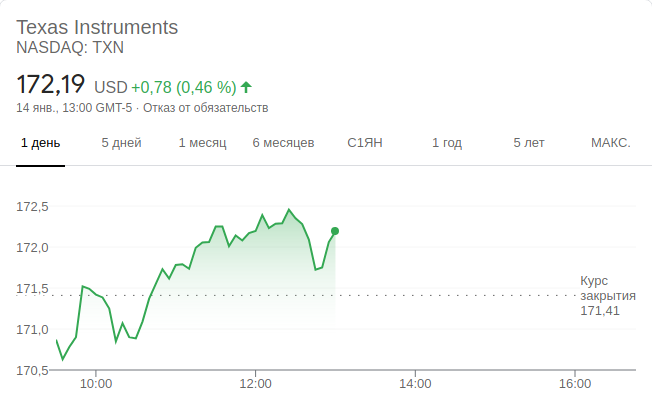 Texas Instruments
NASDAQ: TXN
172,19 USD +0,78 (0,46 %)
14 янв., 13:00 GMT-5 · Отказ от обязательств
1 день 5 дней 1 месяц 6 месяцев С1ЯН 1 год 5 лет МАКС.
172,5
172,0
171,5
171,0
170,5
Курс
закрытия
171,41
10:00 12:00 14:00 16:00